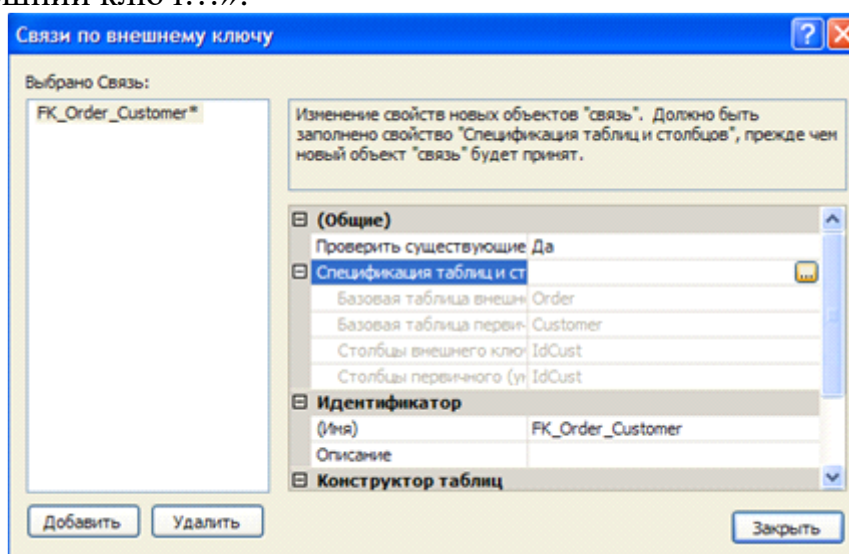 Связи по внешнему ключу
Выбрано Связь:
FK_Order_Customer*
Изменение свойств новых объектов "связь". Должно быть
заполнено свойство "Спецификация таблиц и столбцов", прежде чем
новый объект "связь" будет принят.
(Общие)
Проверить существующие Да
Спецификация таблиц и ст
Базовая таблица внешн Order
Базовая таблица перви Customer
Столбцы внешнего клю IdCust
Столбцы первичного (у IdCust
Идентификатор
(Имя) FK_Order_Customer
Описание
Конструктор таблиц
Добавить Удалить
Закрыть